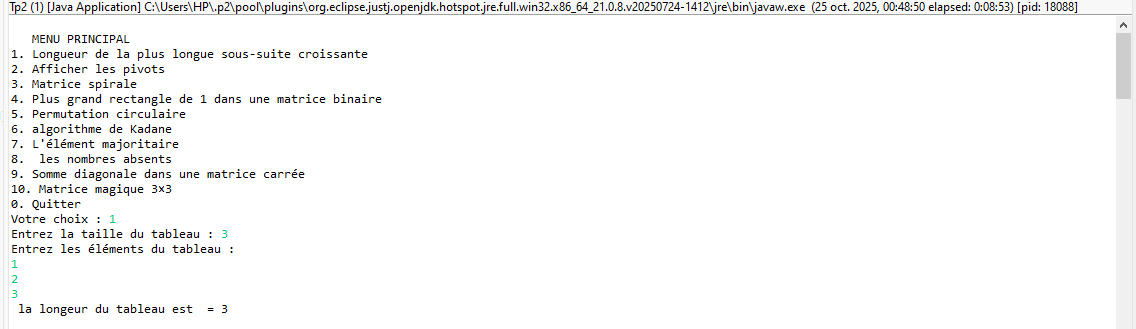 Tp2 (1) [Java Application] C:\Users\HP\.p2\pool\plugins\org.eclipse.justj.openjdk.hotspot.jre.full.win32.x86_64_21.0.8.v20250724-1412\jre\bin\javaw.exe (25 oct. 2025, 00:48:50 elapsed: 0:08:53) [pid: 18088]
MENU PRINCIPAL
1. Longueur de la plus longue sous-suite croissante
2. Afficher les pivots
3. Matrice spirale
4. Plus grand rectangle de 1 dans une matrice binaire
5. Permutation circulaire
6. algorithme de Kadane
7. L'élément majoritaire
8.  les nombres absents
9. Somme diagonale dans une matrice carrée
10. Matrice magique 3×3
0. Quitter
Votre choix : 1
Entrez la taille du tableau : 3
Entrez les éléments du tableau :
1
2
3
la longeur du tableau est  = 3